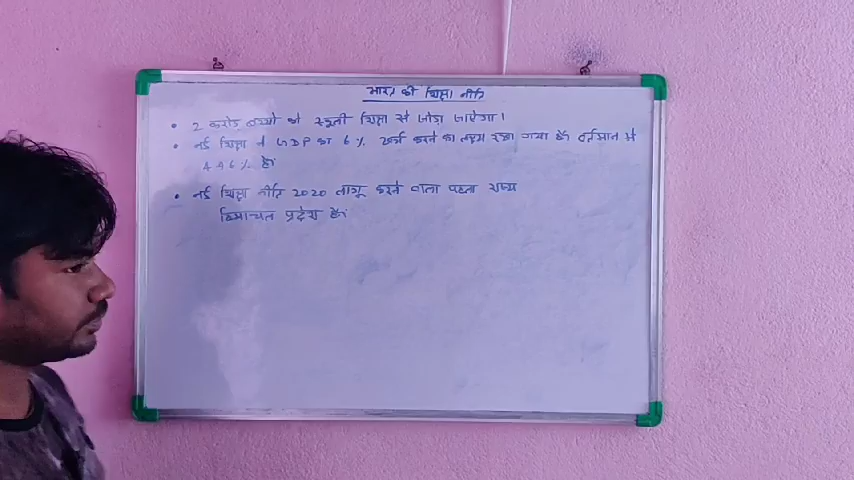 भारत की शिक्षा नीति
• 2 करोड़ बच्चो को स्कूली शिक्षा से जोड़ा जाऐगा।
• नई शिक्षा में GDP का 6% खर्च करने का लक्ष्य रखा गया है। वर्तमान में
4.46% है।
• नई शिक्षा नीति 2020 लागू करने वाला पहला राज्य
हिमाचल प्रदेश है।